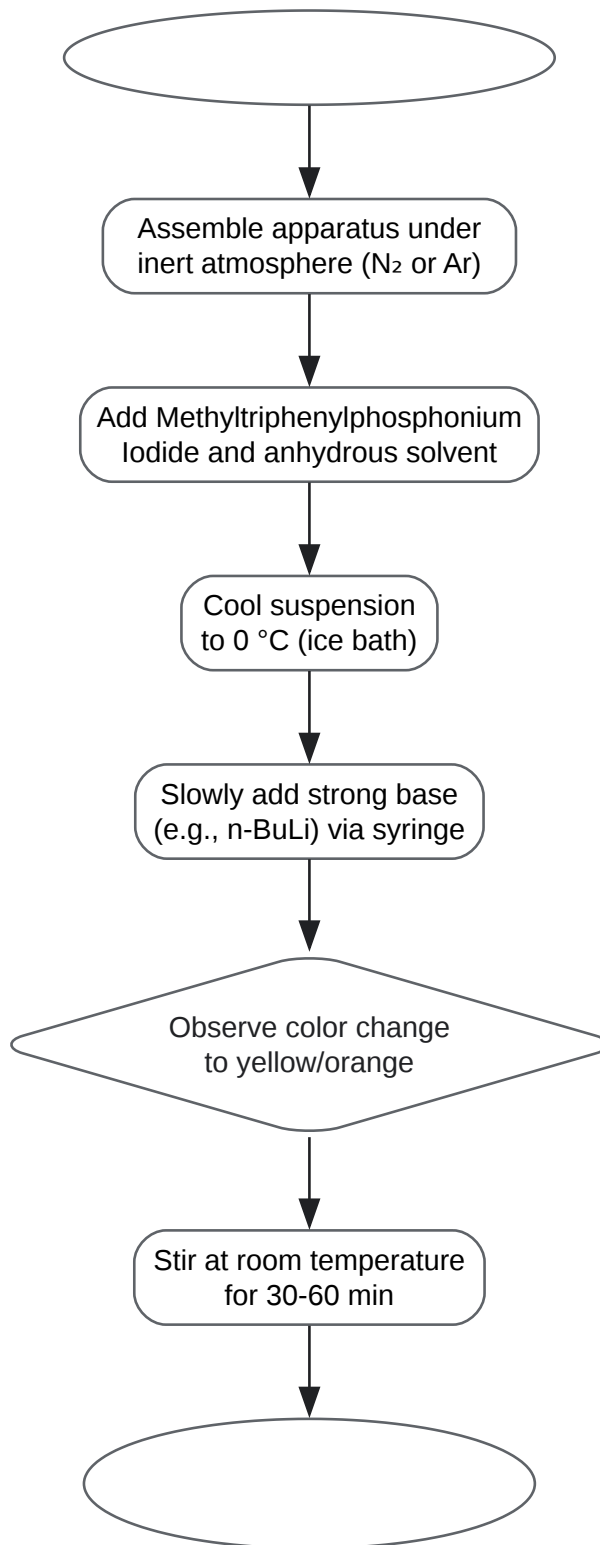 Assemble apparatus under
inert atmosphere (N₂ or Ar)
Add Methyltriphenylphosphonium
Iodide and anhydrous solvent
Cool suspension
to 0 °C (ice bath)
Slowly add strong base
(e.g., n-BuLi) via syringe
Observe color change
to yellow/orange
Stir at room temperature
for 30-60 min